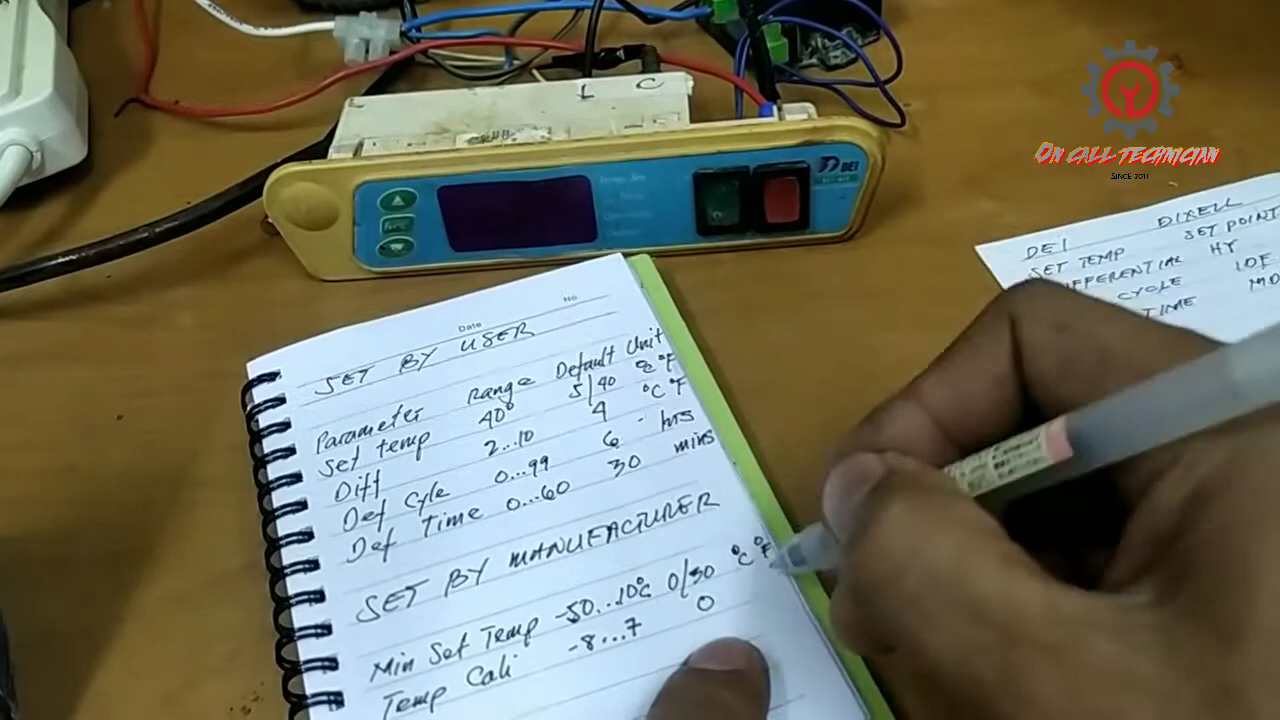 L C
DEI
ON CALL TECHNICIAN
SINCE 2011
DEI DIXELL
SET TEMP SET POINT
DIFFERENTIAL HY
CYCLE IDF
TIME MD
Date No
SET BY USER
Parameter Range Default Unit
Set temp 40° 5/40 °C °F
Diff 2...10 4 °C °F
Def Cyle 0...99 6 - hrs
Def Time 0...60 30 mins
SET BY MANUFACTURER
Min Set Temp -50...10°C 0/30 °C °F
Temp Cali -8...7 0